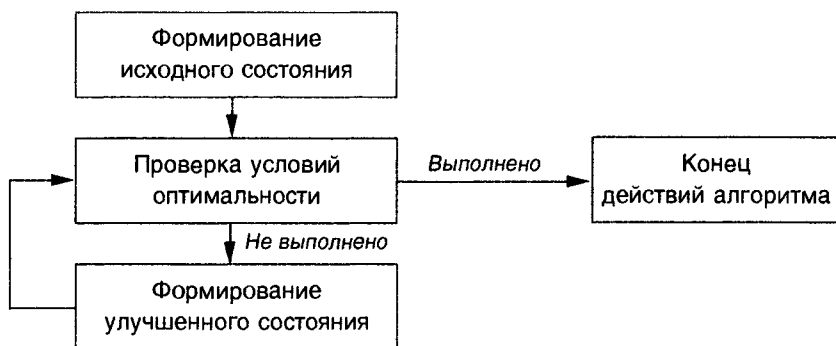 Формирование
исходного состояния
Проверка условий
оптимальности
Выполнено
Конец
действий алгоритма
Не выполнено
Формирование
улучшенного состояния